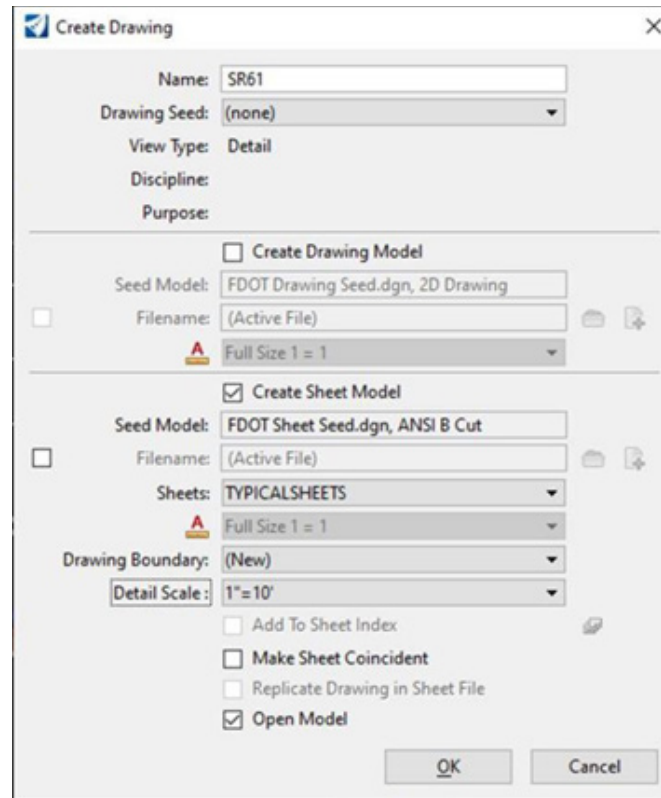 Create Drawing
Name: SR61
Drawing Seed: (none)
View Type: Detail
Discipline:
Purpose:
Create Drawing Model
Seed Model: FDOT Drawing Seed.dgn, 2D Drawing
Filename: (Active File)
A Full Size 1 = 1
Create Sheet Model
Seed Model: FDOT Sheet Seed.dgn, ANSI B Cut
Filename: (Active File)
Sheets: TYPICALSHEETS
A Full Size 1 = 1
Drawing Boundary: (New)
Detail Scale : 1"=10'
Add To Sheet Index
Make Sheet Coincident
Replicate Drawing in Sheet File
Open Model
OK Cancel